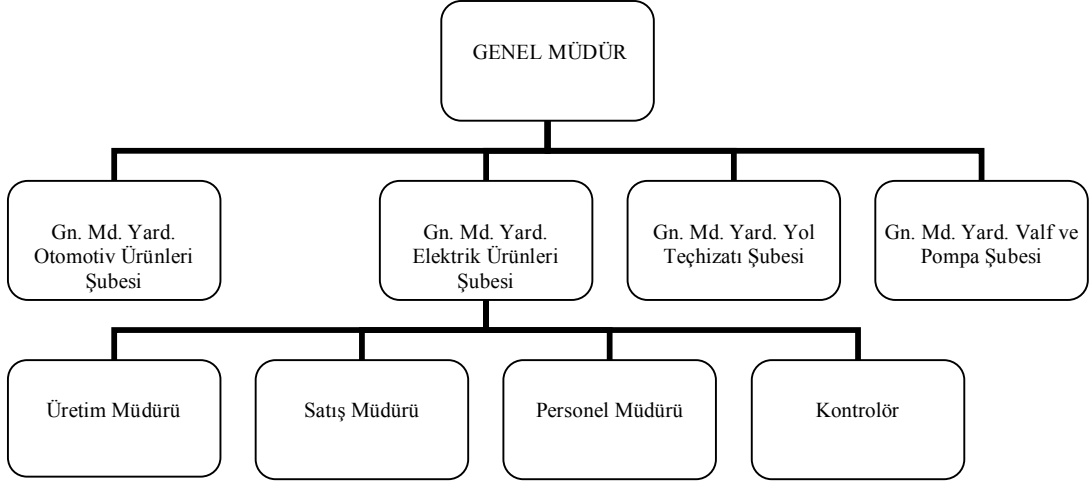 GENEL MÜDÜR
Gn. Md. Yard.
Otomotiv Ürünleri
Şubesi
Gn. Md. Yard.
Elektrik Ürünleri
Şubesi
Gn. Md. Yard. Yol
Teçhizatı Şubesi
Gn. Md. Yard. Valf ve
Pompa Şubesi
Üretim Müdürü
Satış Müdürü
Personel Müdürü
Kontrolör